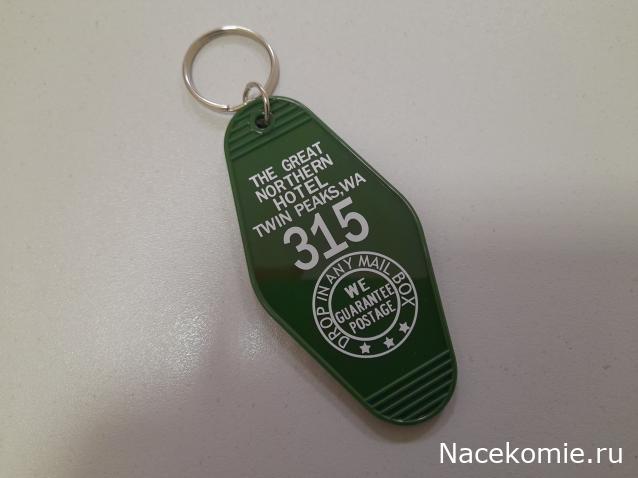 THE GREAT
NORTHERN
HOTEL
TWIN PEAKS, WA
315
DROP IN ANY MAIL BOX
WE
GUARANTEE
POSTAGE
Nacekomie.ru